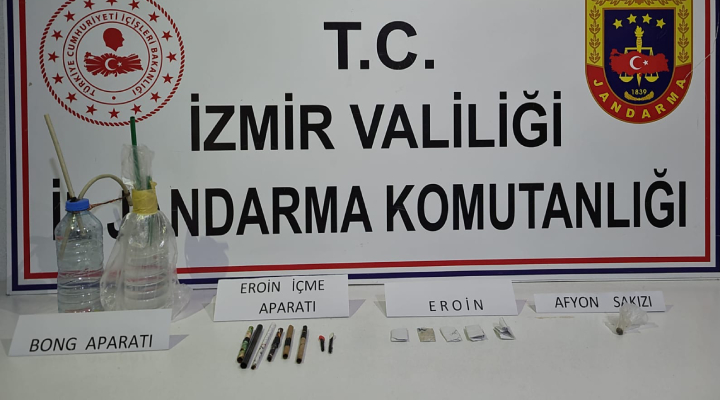 TÜRKİYE CUMHURİYETİ İÇİŞLERİ BAKANLIĞI
T.C.
İZMİR VALİLİĞİ
İ JANDARMA KOMUTANLIĞI
1839
JANDARMA
BONG APARATI
EROİN İÇME
APARATI
EROİN
AFYON SAKIZI